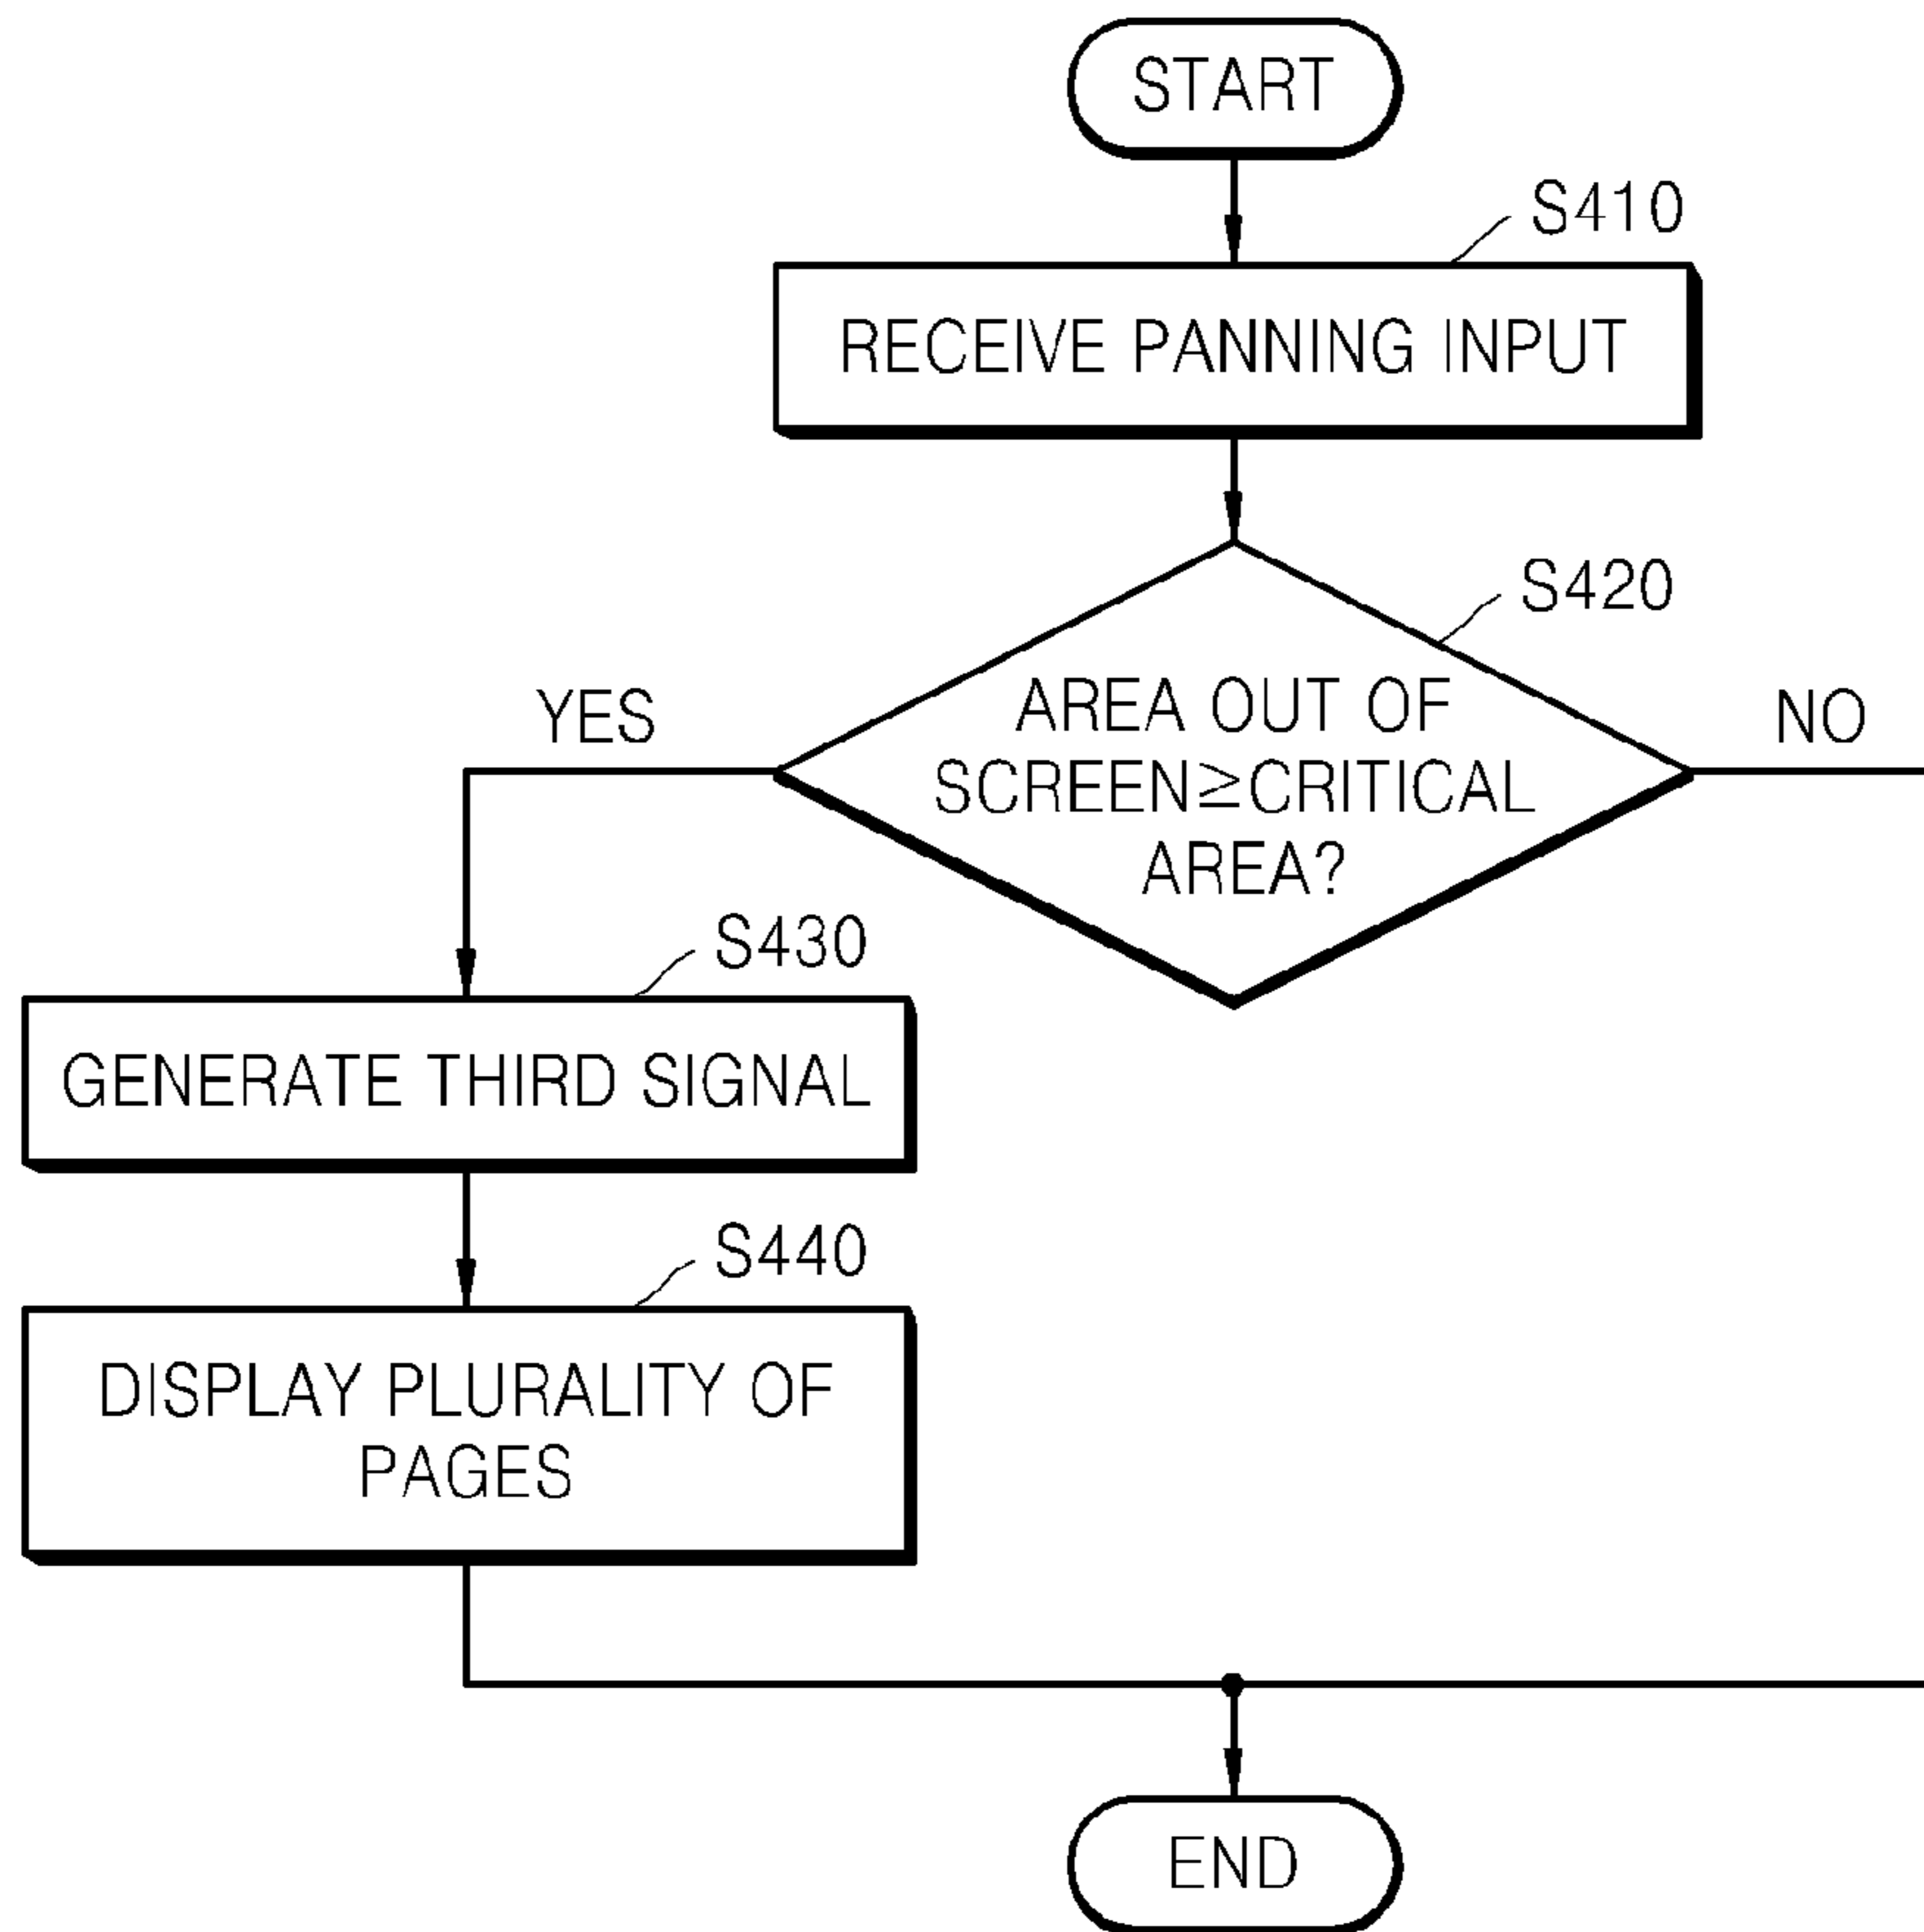 START
S410
RECEIVE PANNING INPUT
S420
YES
AREA OUT OF
SCREEN≧CRITICAL
AREA?
NO
S430
GENERATE THIRD SIGNAL
S440
DISPLAY PLURALITY OF
PAGES
END